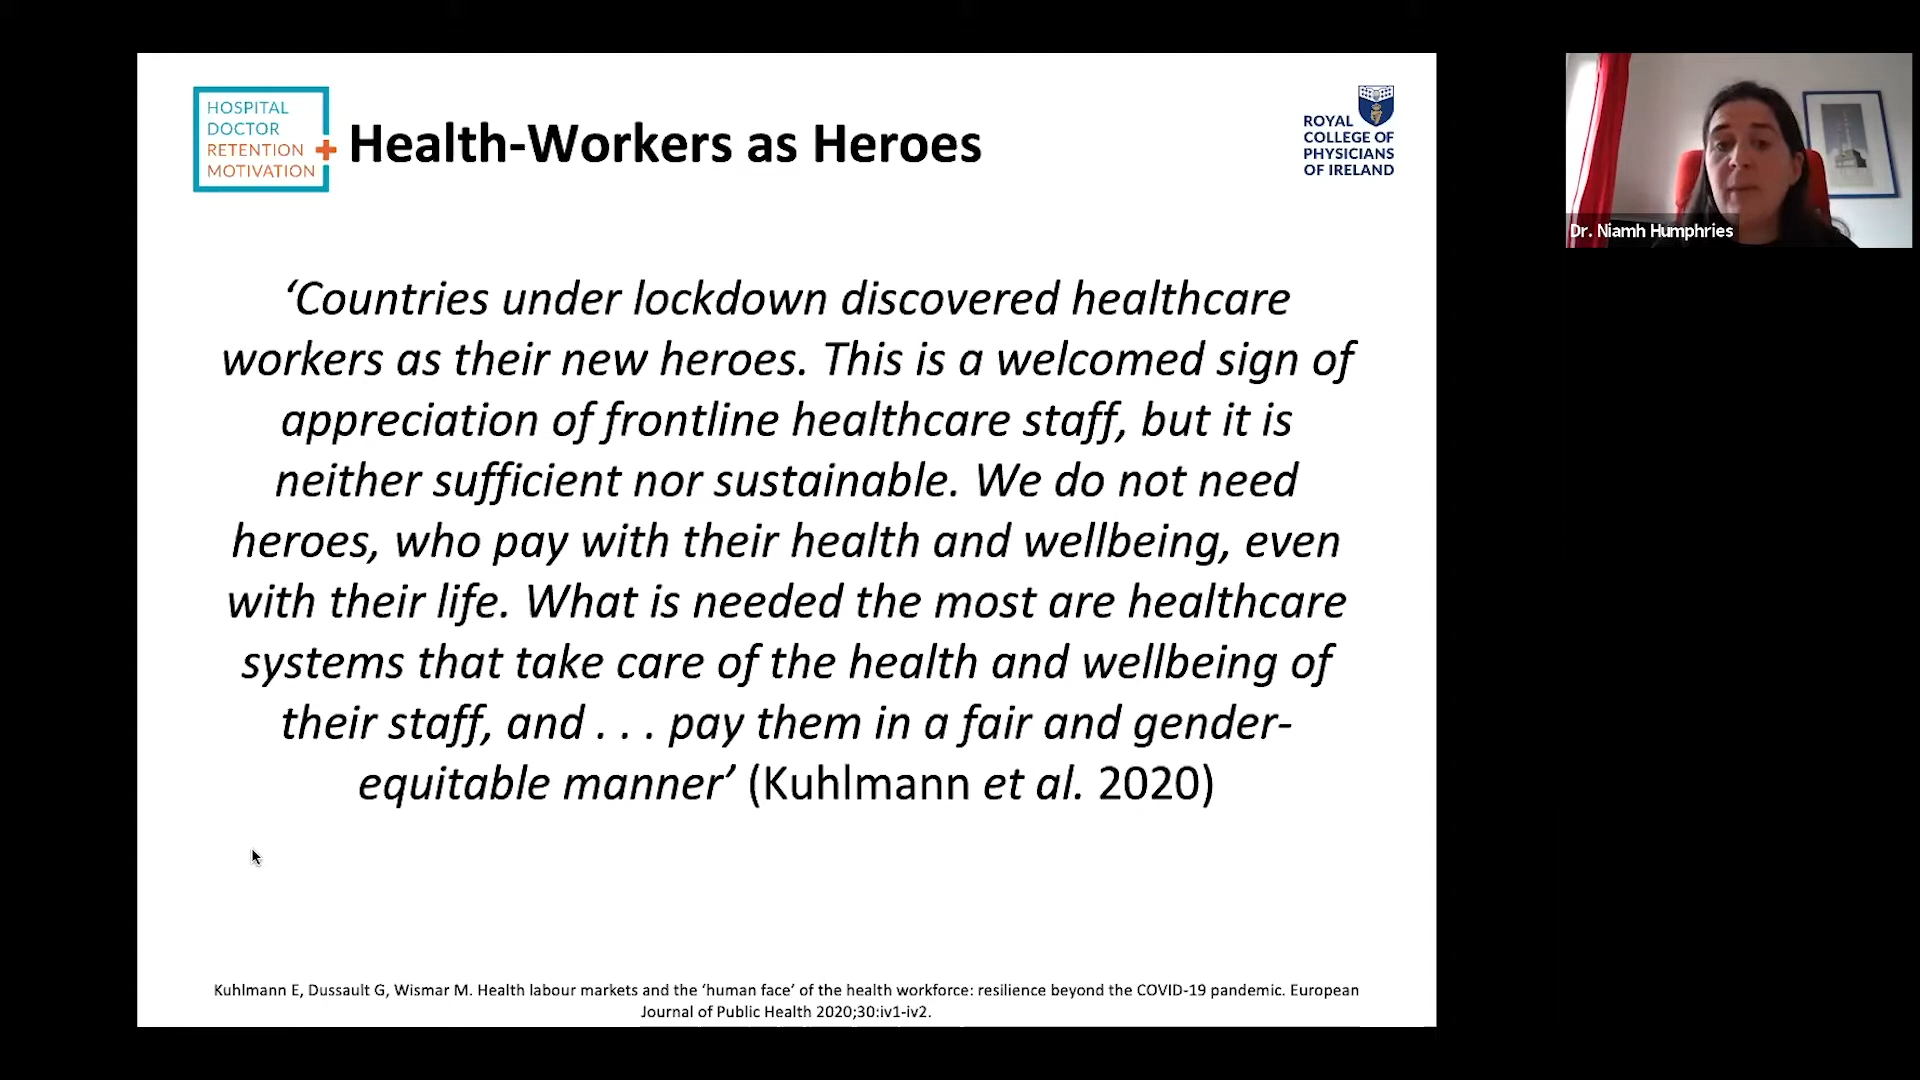 HOSPITAL
DOCTOR
RETENTION
MOTIVATION
Health-Workers as Heroes
ROYAL
COLLEGE OF
PHYSICIANS
OF IRELAND
Dr. Niamh Humphries
‘Countries under lockdown discovered healthcare
workers as their new heroes. This is a welcomed sign of
appreciation of frontline healthcare staff, but it is
neither sufficient nor sustainable. We do not need
heroes, who pay with their health and wellbeing, even
with their life. What is needed the most are healthcare
systems that take care of the health and wellbeing of
their staff, and . . . pay them in a fair and gender-
equitable manner’ (Kuhlmann et al. 2020)
Kuhlmann E, Dussault G, Wismar M. Health labour markets and the ‘human face’ of the health workforce: resilience beyond the COVID-19 pandemic. European
Journal of Public Health 2020;30:iv1-iv2.